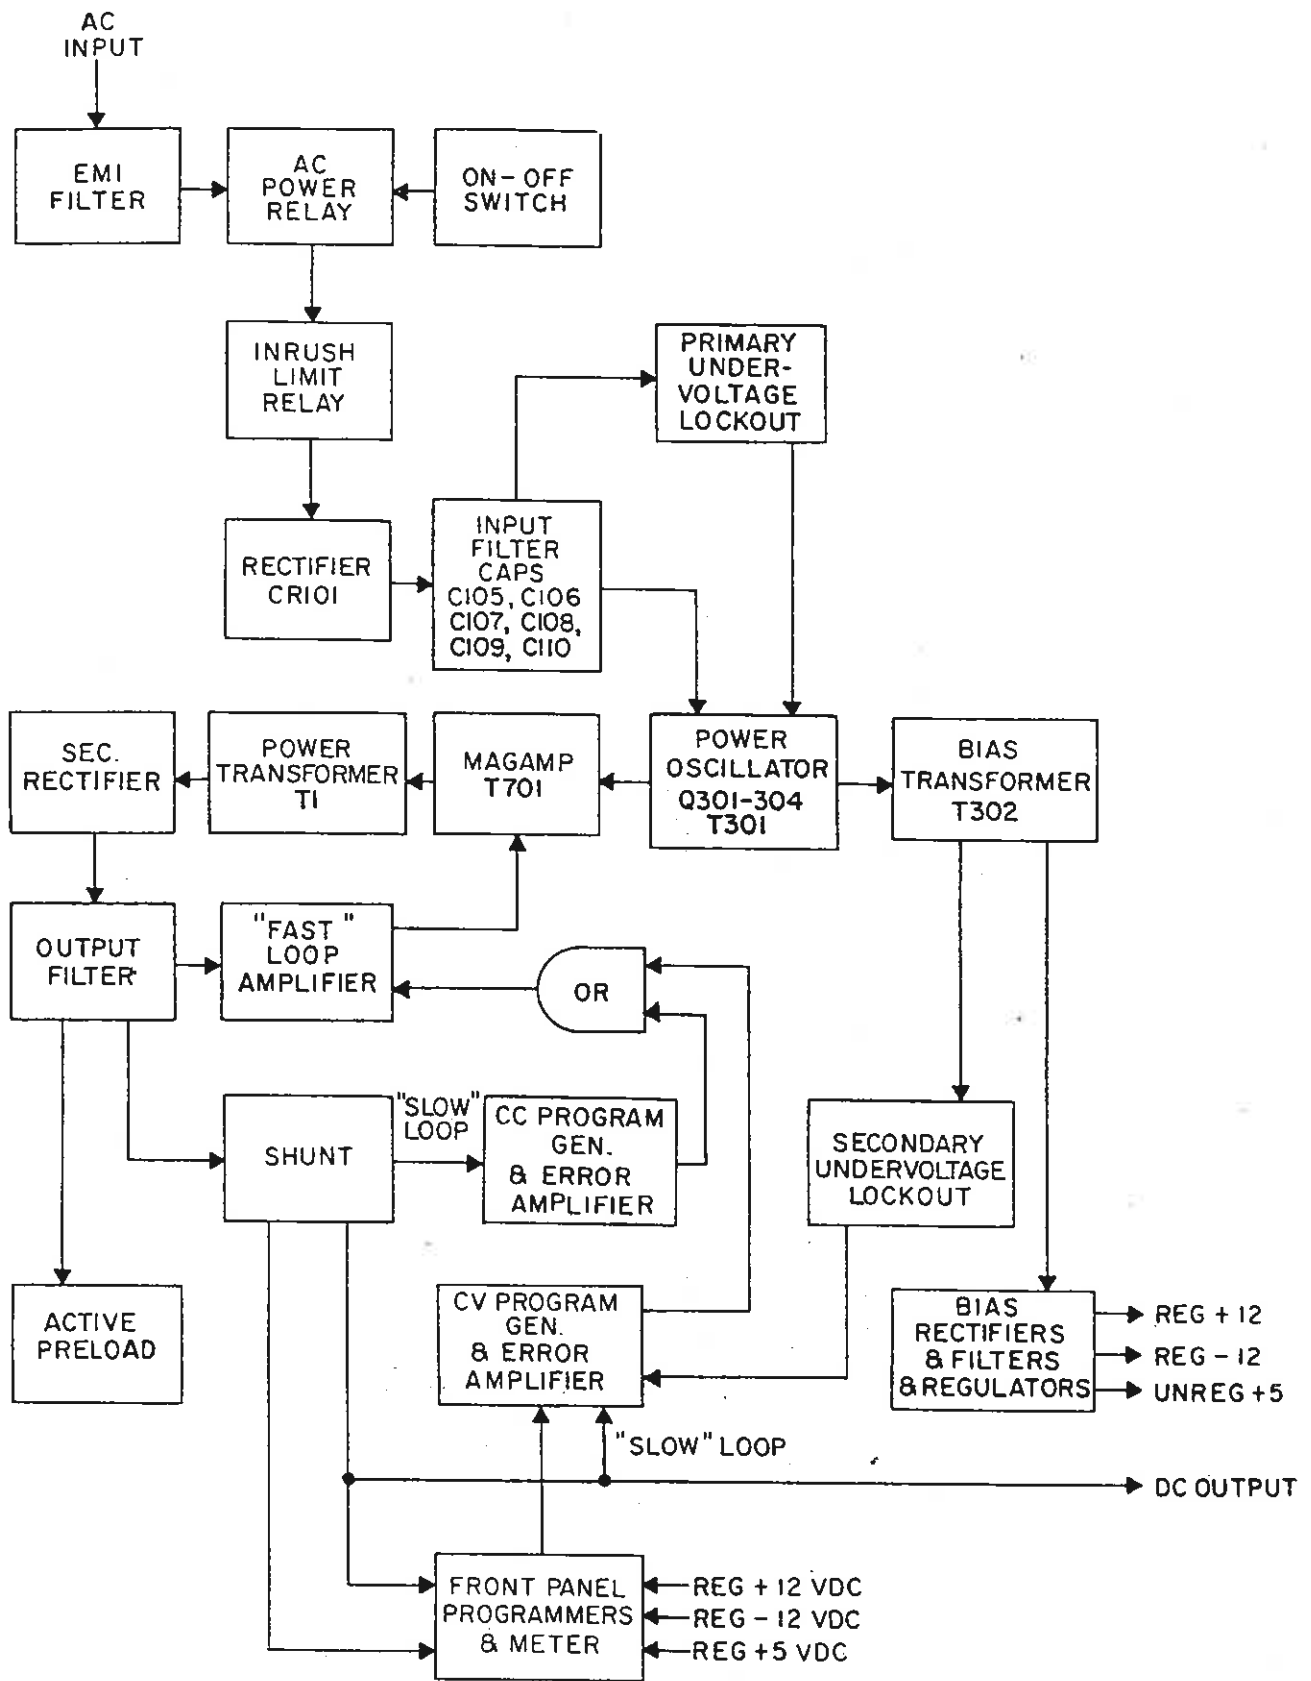 AC
INPUT
EMI
FILTER
AC
POWER
RELAY
ON-OFF
SWITCH
INRUSH
LIMIT
RELAY
PRIMARY
UNDER-
VOLTAGE
LOCKOUT
RECTIFIER
CR101
INPUT
FILTER
CAPS
C105, C106
C107, C108,
C109, C110
SEC.
RECTIFIER
POWER
TRANSFORMER
T1
MAGAMP
T701
POWER
OSCILLATOR
Q301-304
T301
BIAS
TRANSFORMER
T302
OUTPUT
FILTER
"FAST"
LOOP
AMPLIFIER
OR
SHUNT
"SLOW"
LOOP
CC PROGRAM
GEN.
& ERROR
AMPLIFIER
SECONDARY
UNDERVOLTAGE
LOCKOUT
ACTIVE
PRELOAD
CV PROGRAM
GEN.
& ERROR
AMPLIFIER
BIAS
RECTIFIERS
& FILTERS
& REGULATORS
REG + 12
REG - 12
UNREG +5
"SLOW" LOOP
DC OUTPUT
FRONT PANEL
PROGRAMMERS
& METER
REG + 12 VDC
REG - 12 VDC
REG +5 VDC